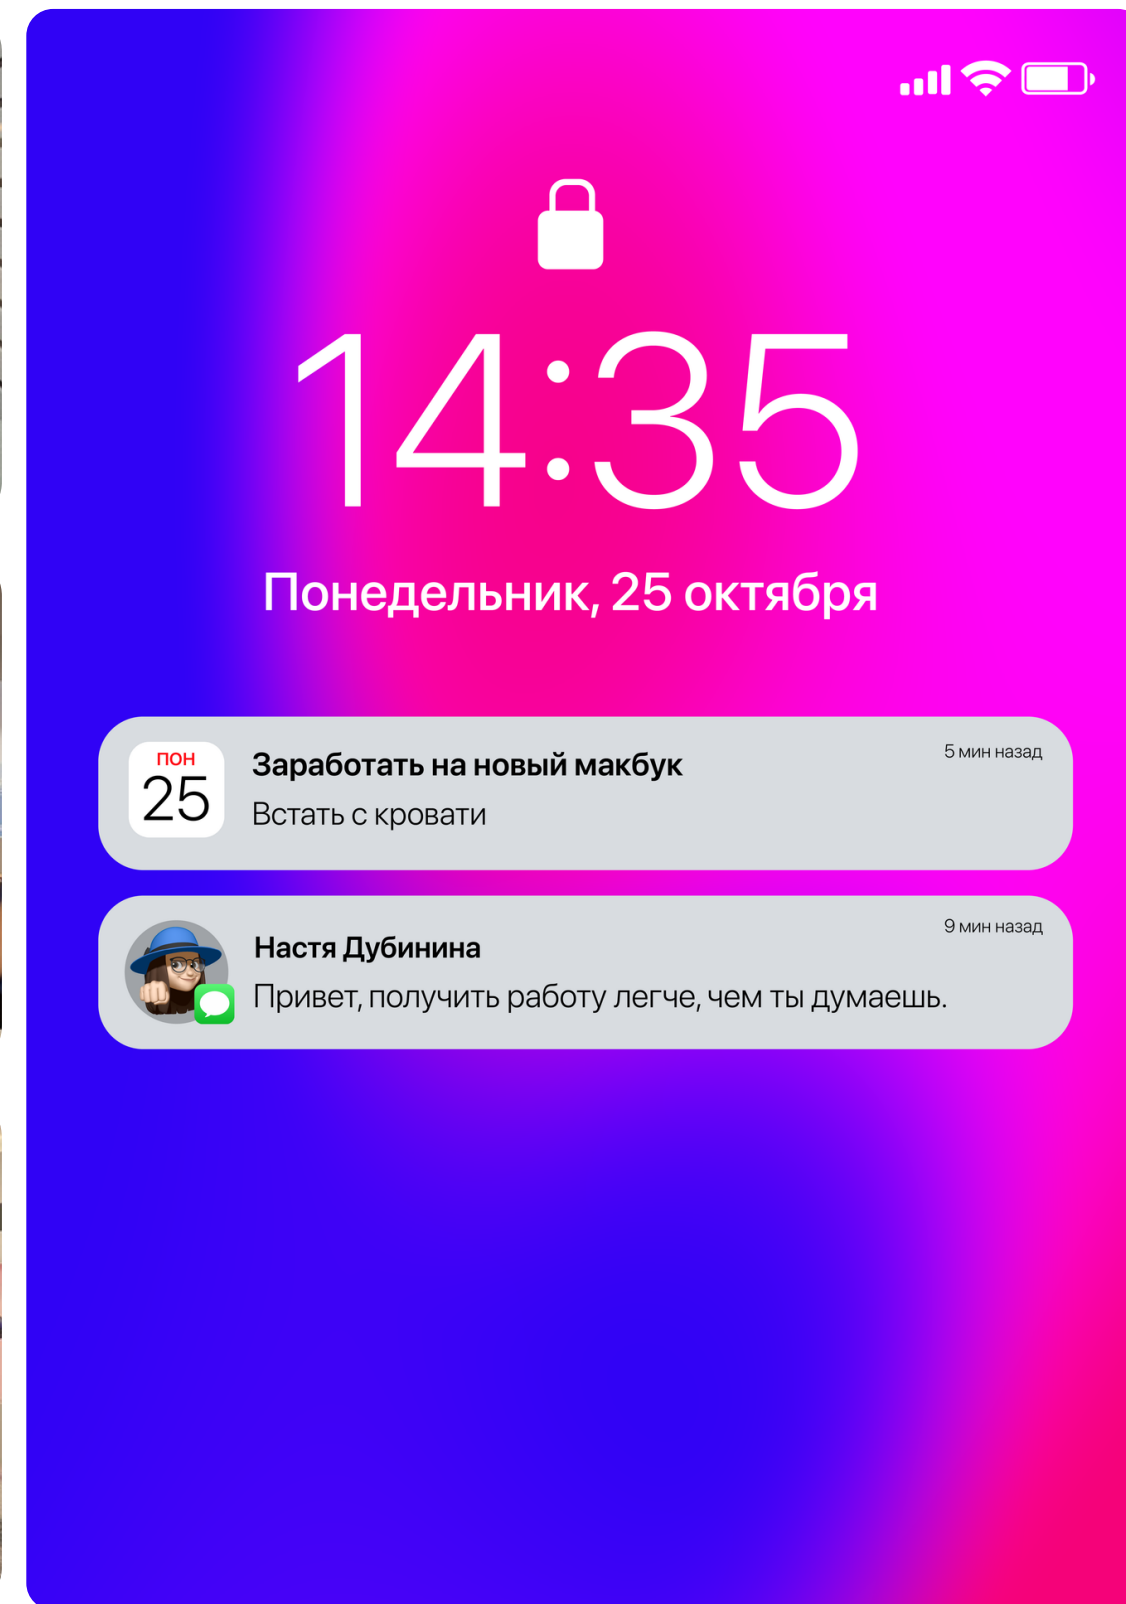 14:35
Понедельник, 25 октября
ПОН
25
Заработать на новый макбук
5 мин назад
Встать с кровати
Настя Дубинина
9 мин назад
Привет, получить работу легче, чем ты думаешь.